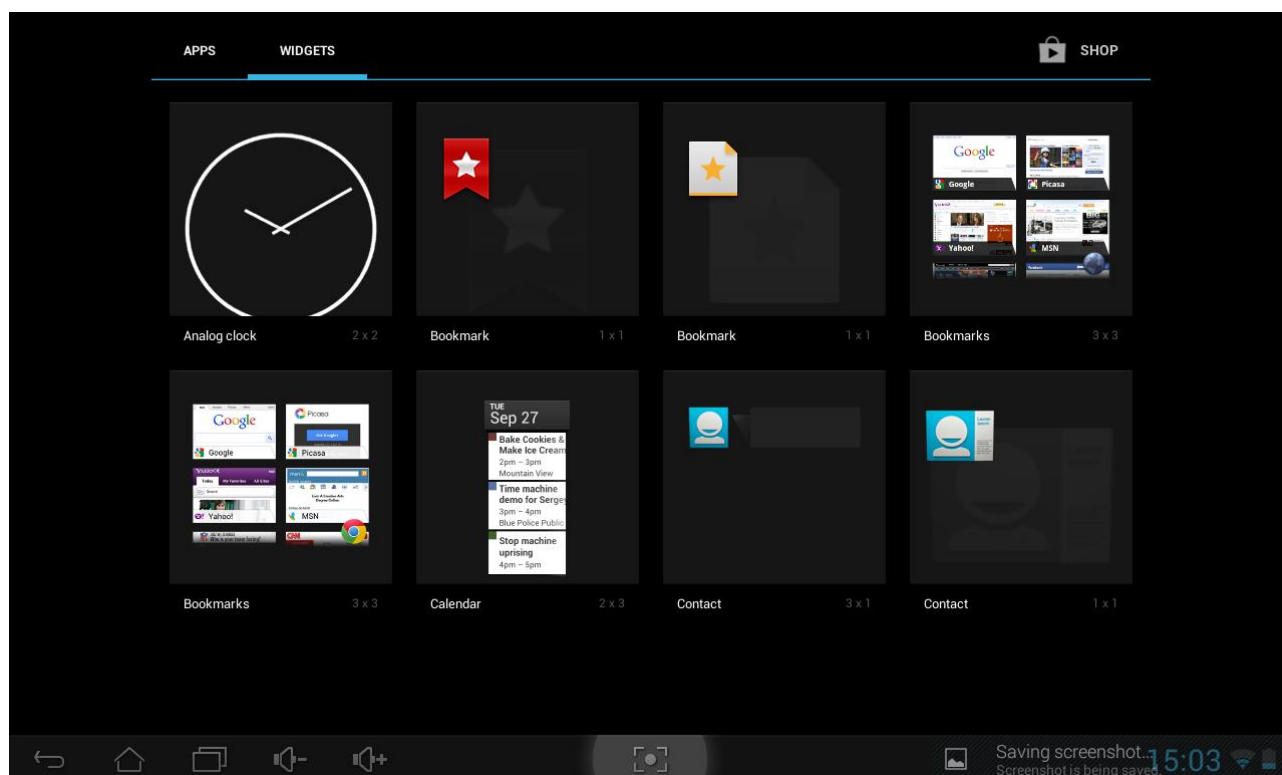 APPS WIDGETS SHOP
Google
Google Picasa
Yahoo! MSN
Analog clock 2 x 2 Bookmark 1 x 1 Bookmark 1 x 1 Bookmarks 3 x 3
Google Picasa
Google Picasa
Yahoo! MSN
CNN
TUE
Sep 27
Bake Cookies &
Make Ice Cream
2pm – 3pm
Mountain View
Time machine
demo for Sergey
3pm – 4pm
Blue Police Public
Stop machine
uprising
4pm – 5pm
Bookmarks 3 x 3 Calendar 2 x 3 Contact 3 x 1 Contact 1 x 1
Saving screenshot... 15:03
Screenshot is being saved